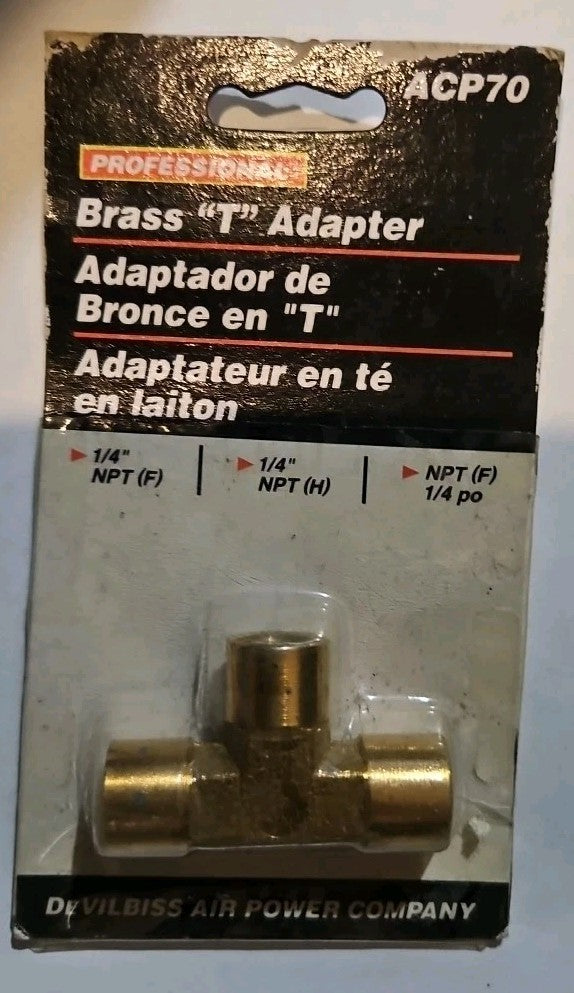 ACP70
PROFESSIONAL
Brass "T" Adapter
Adaptador de
Bronce en "T"
Adaptateur en té
en laiton
1/4"
NPT (F)
1/4"
NPT (H)
NPT (F)
1/4 po
DEVILBISS AIR POWER COMPANY